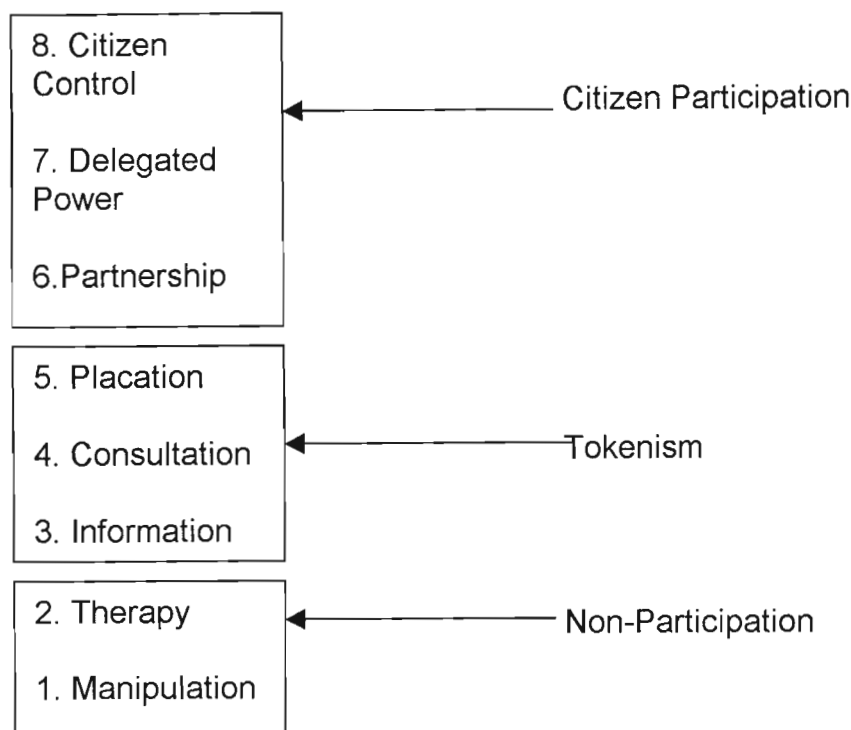 8. Citizen
Control
Citizen Participation
7. Delegated
Power
6.Partnership
5. Placation
4. Consultation
Tokenism
3. Information
2. Therapy
Non-Participation
1. Manipulation